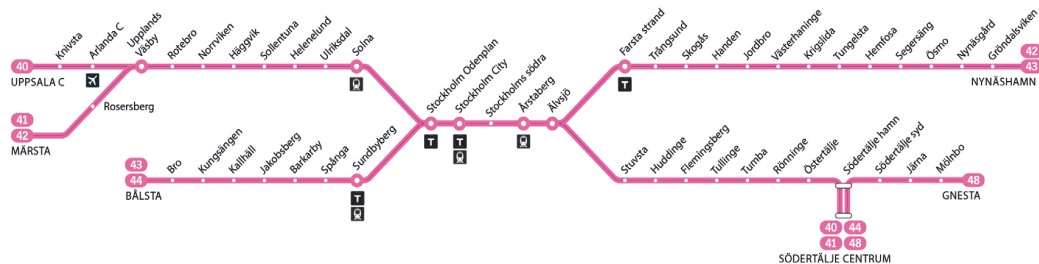 40
UPPSALA C
Knivsta
Arlanda C
Upplands
Väsby
Rotebro
Norrviken
Häggvik
Sollentuna
Helenelund
Ulriksdal
Solna
Rosersberg
41
42
MÄRSTA
43
44
BÅLSTA
Bro
Kungsängen
Kallhäll
Jakobsberg
Barkarby
Spånga
Sundbyberg
T
Stockholm Odenplan
T
Stockholm City
T
Stockholms södra
Årstaberg
Älvsjö
Farsta strand
T
Trångsund
Skogås
Handen
Jordbro
Västerhaninge
Krigslida
Tungelsta
Hemfosa
Segersäng
Ösmo
Nynäsgård
Gröndalsviken
42
43
NYNÄSHAMN
Stuvsta
Huddinge
Flemingsberg
Tullinge
Tumba
Rönninge
Östertälje
Södertälje hamn
Södertälje syd
Järna
Mölnbo
48
GNESTA
40 44
41 48
SÖDERTÄLJE CENTRUM